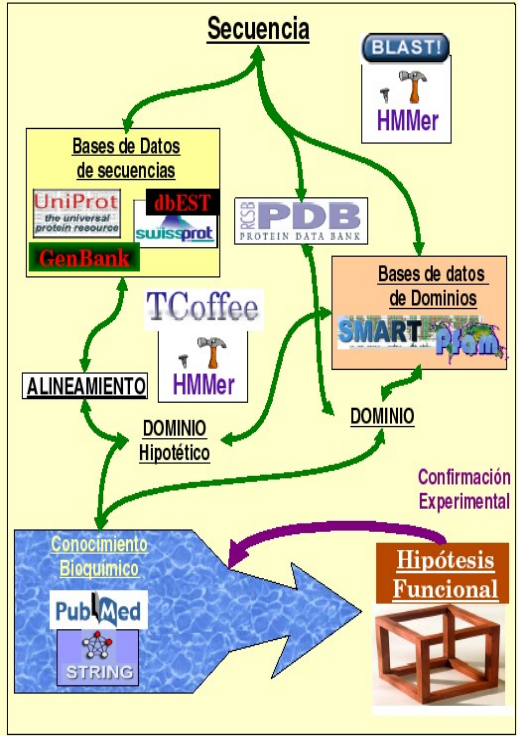 Secuencia
BLAST!
HMMer
Bases de Datos
de secuencias
UniProt
the universal
protein resource
dbEST
swissprot
GenBank
RCSB
PDB
PROTEIN DATA BANK
Bases de datos
de Dominios
SMART
Pfam
TCoffee
HMMer
ALINEAMIENTO
DOMINIO
Hipotético
DOMINIO
Confirmación
Experimental
Conocimiento
Bioquímico
PubMed
STRING
Hipótesis
Funcional